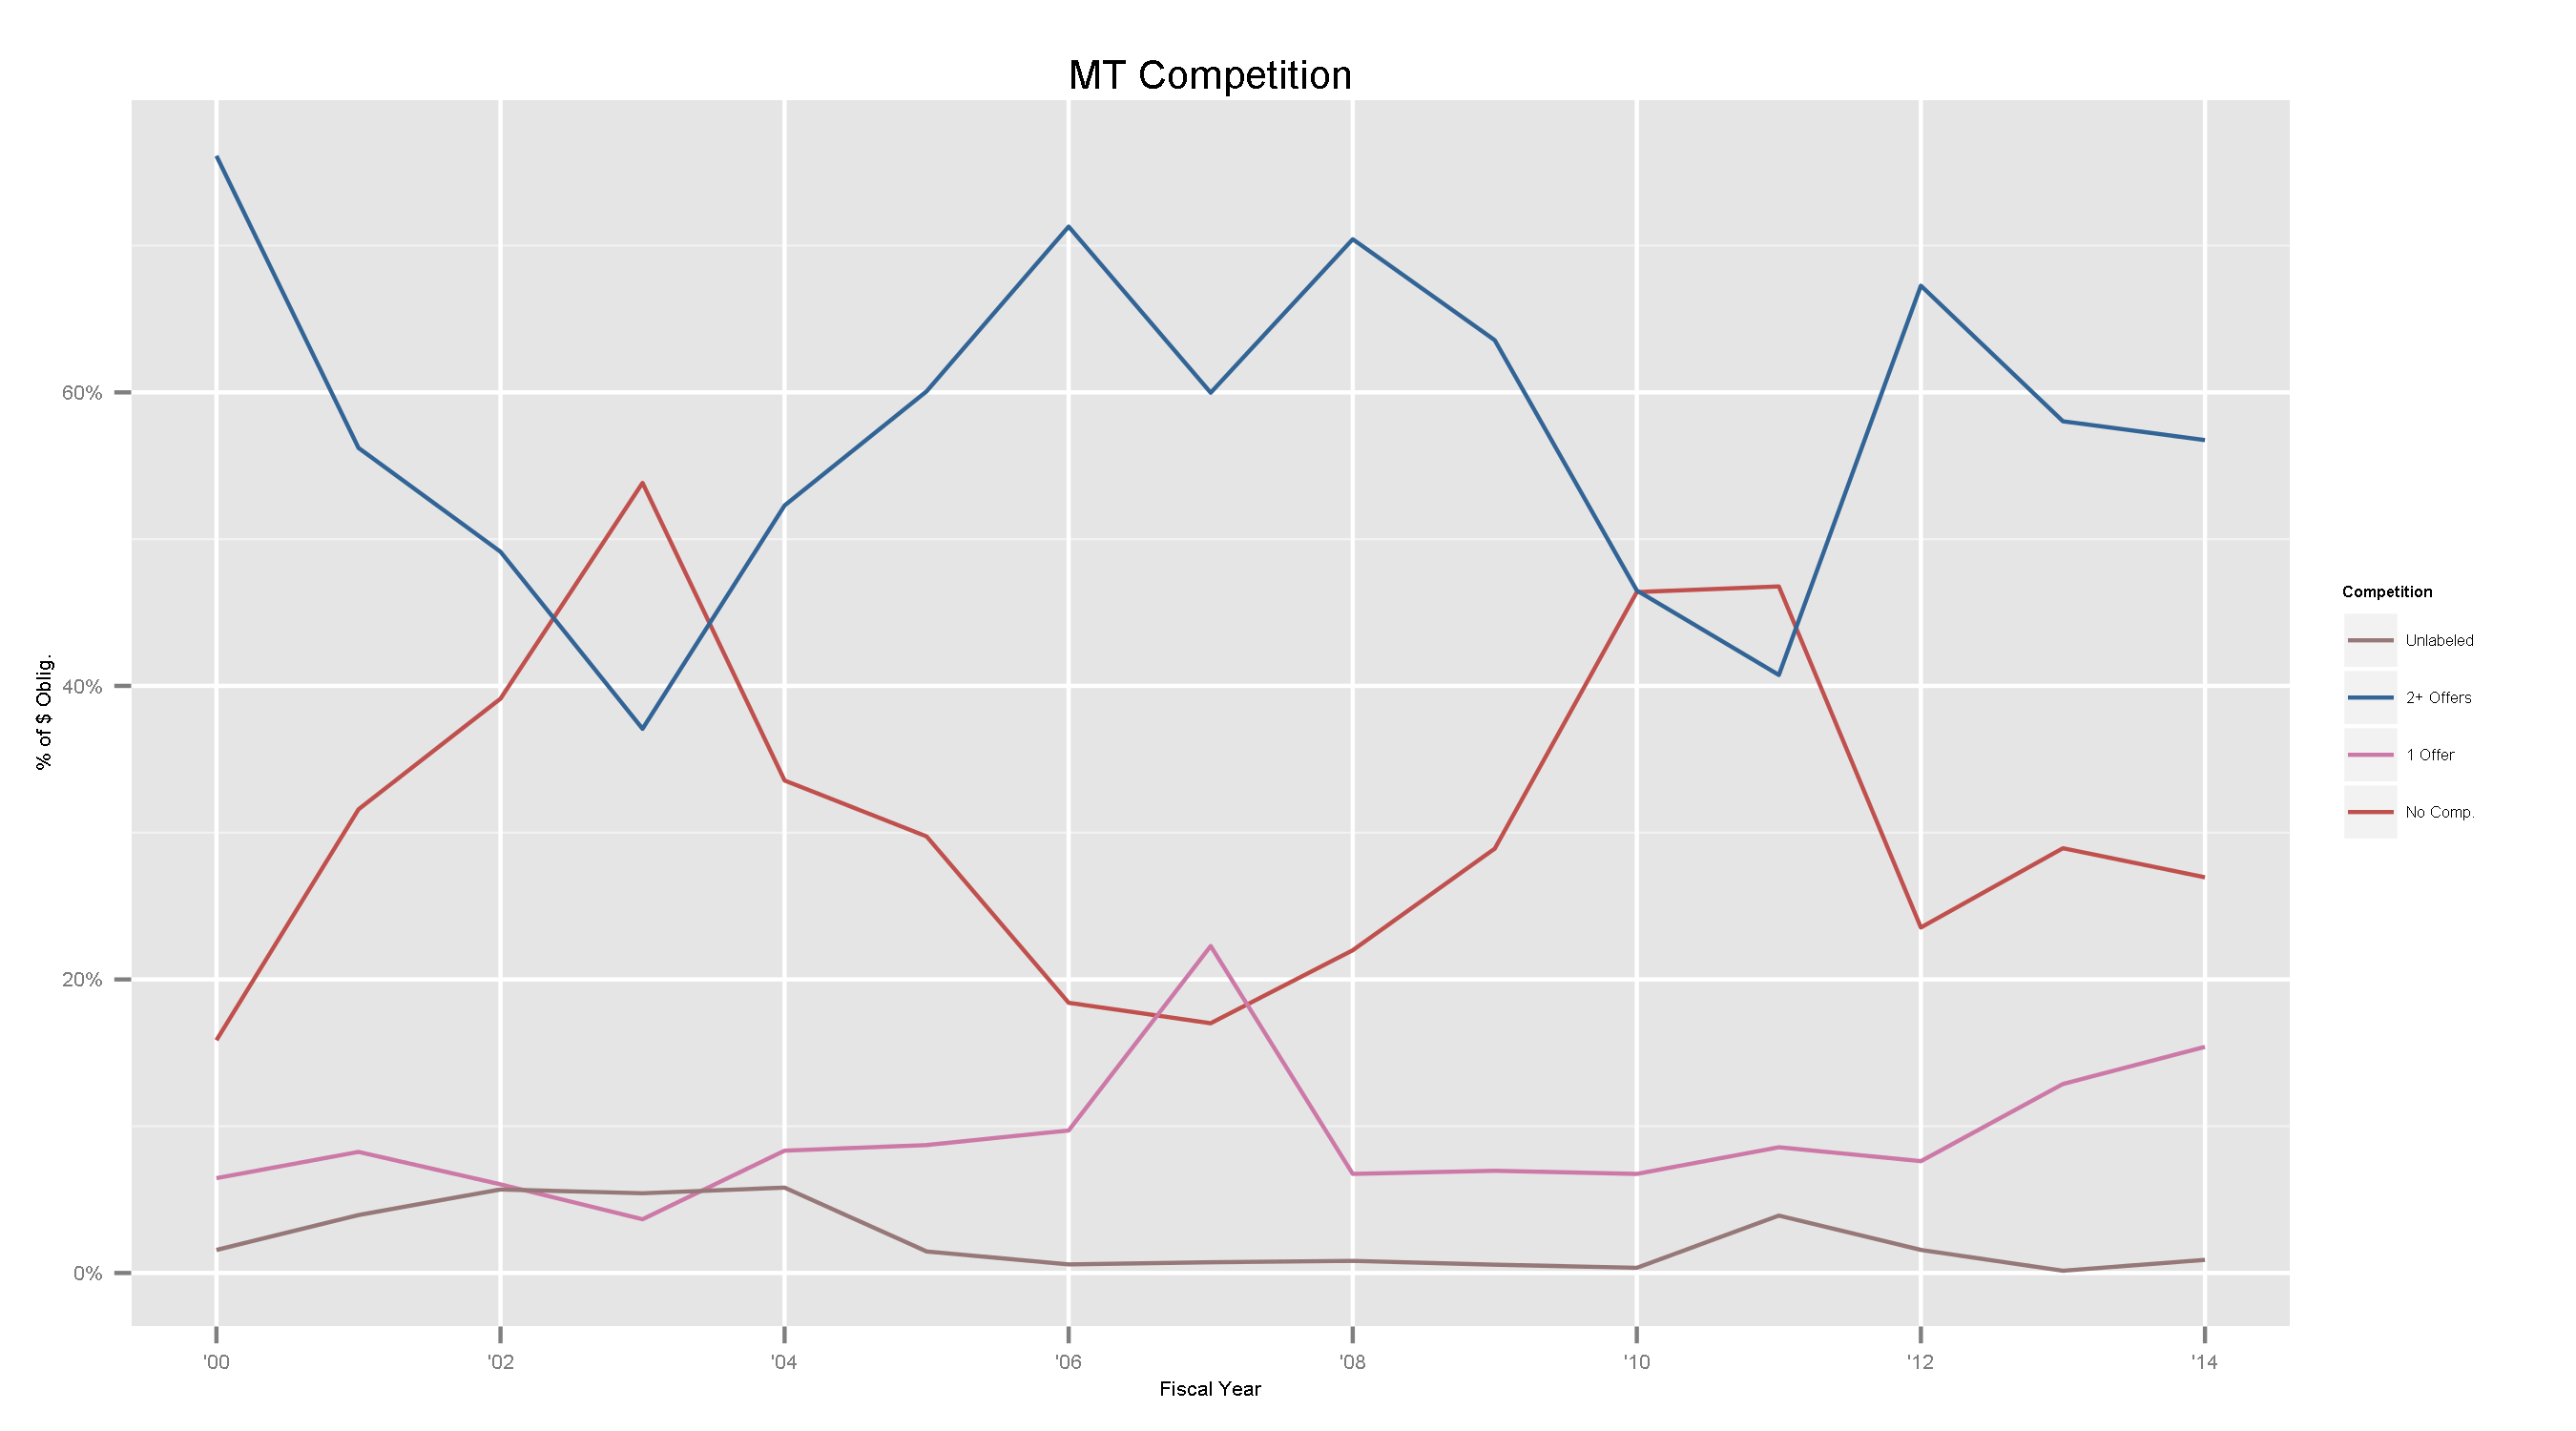 MT Competition
60%
40%
20%
0%
% of $ Oblig.
'00 '02 '04 '06 '08 '10 '12 '14
Fiscal Year
Competition
Unlabeled
2+ Offers
1 Offer
No Comp.